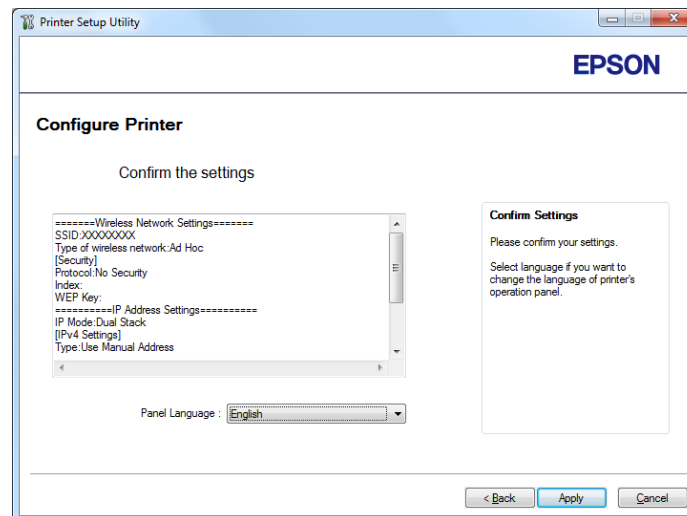 Printer Setup Utility
EPSON
Configure Printer
Confirm the settings
=======Wireless Network Settings=======
SSID:XXXXXXXX
Type of wireless network:Ad Hoc
[Security]
Protocol:No Security
Index:
WEP Key:
==========IP Address Settings==========
IP Mode:Dual Stack
[IPv4 Settings]
Type:Use Manual Address
Panel Language :
English
Confirm Settings
Please confirm your settings.
Select language if you want to
change the language of printer's
operation panel.
< Back
Apply
Cancel